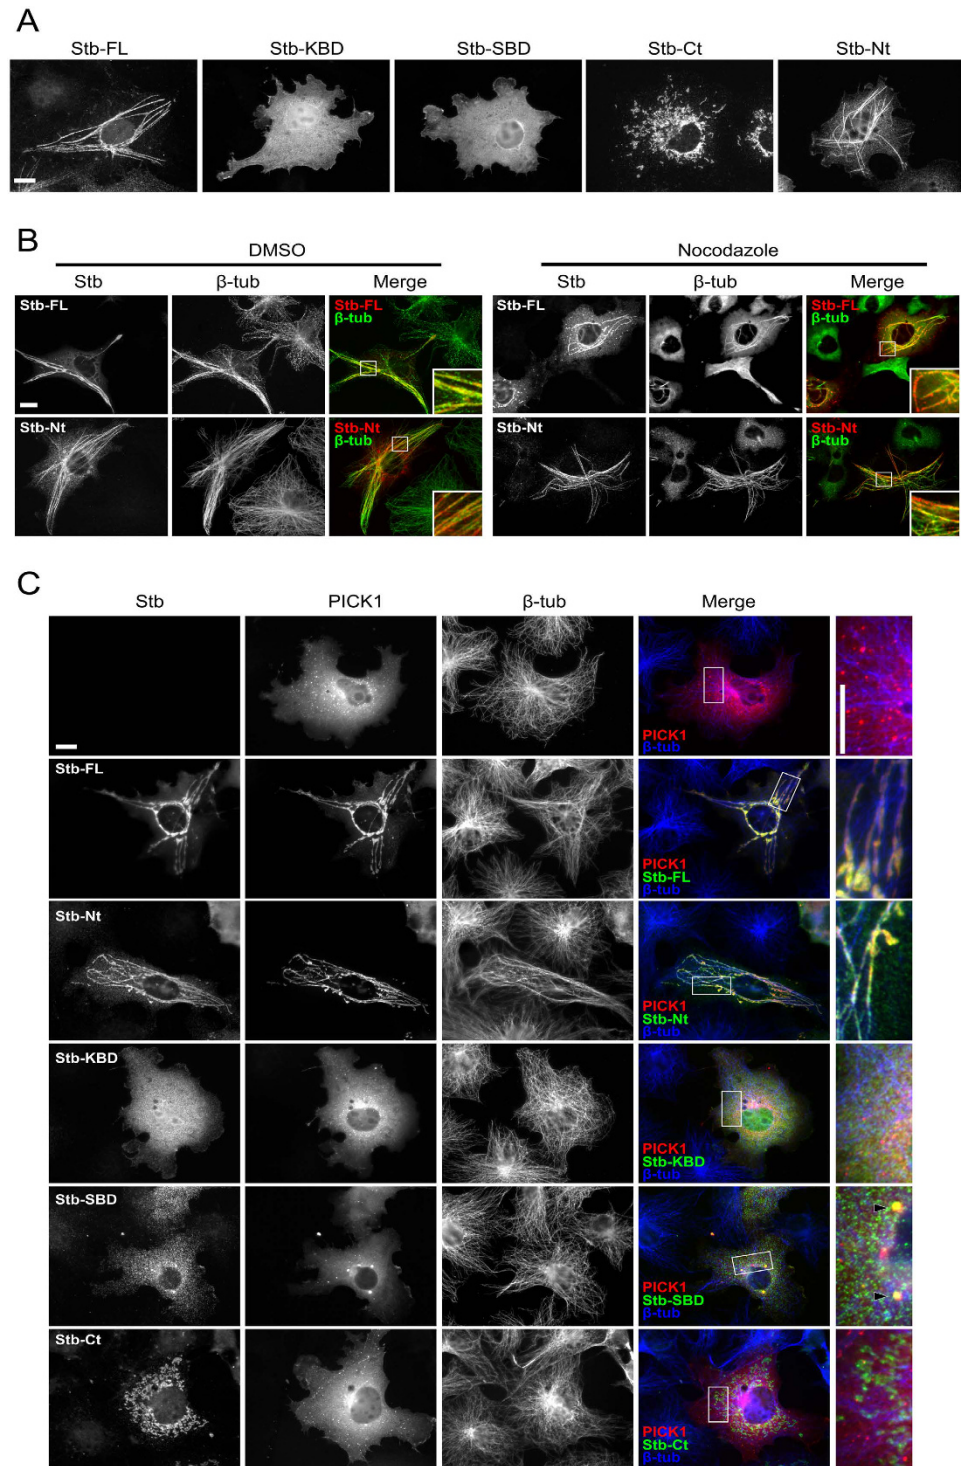 A
Stb-FL Stb-KBD Stb-SBD Stb-Ct Stb-Nt
B
DMSO Nocodazole
Stb β-tub Merge Stb β-tub Merge
Stb-FL Stb-FL Stb-FL Stb-FL
β-tub β-tub
Stb-Nt Stb-Nt Stb-Nt Stb-Nt
β-tub β-tub
C
Stb PICK1 β-tub Merge
PICK1
β-tub
Stb-FL
PICK1
Stb-FL
β-tub
Stb-Nt
PICK1
Stb-Nt
β-tub
Stb-KBD
PICK1
Stb-KBD
β-tub
Stb-SBD
PICK1
Stb-SBD
β-tub
Stb-Ct
PICK1
Stb-Ct
β-tub